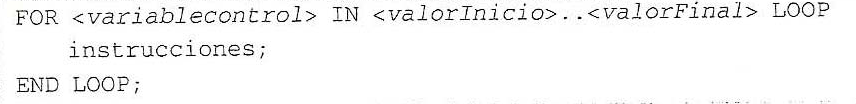 FOR <variablecontrol> IN <valorInicio>..<valorFinal> LOOP
instrucciones;
END LOOP;